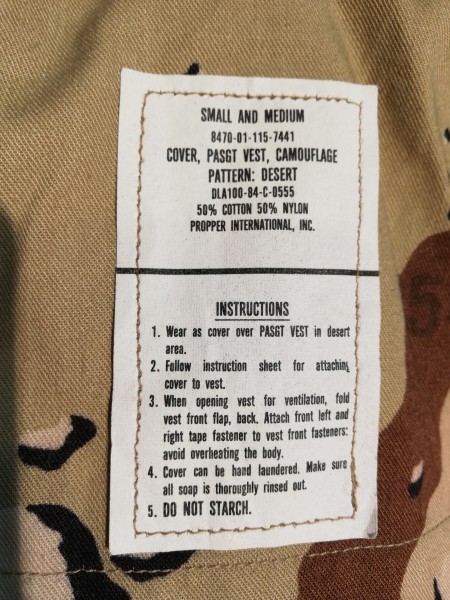 SMALL AND MEDIUM
8470-01-115-7441
COVER, PASGT VEST, CAMOUFLAGE
PATTERN: DESERT
DLA100-84-C-0555
50% COTTON 50% NYLON
PROPPER INTERNATIONAL, INC.
INSTRUCTIONS
1. Wear as cover over PASGT VEST in desert
area.
2. Follow instruction sheet for attaching
cover to vest.
3. When opening vest for ventilation, fold
vest front flap, back. Attach front left and
right tape fastener to vest front fasteners:
avoid overheating the body.
4. Cover can be hand laundered. Make sure
all soap is thoroughly rinsed out.
5. DO NOT STARCH.